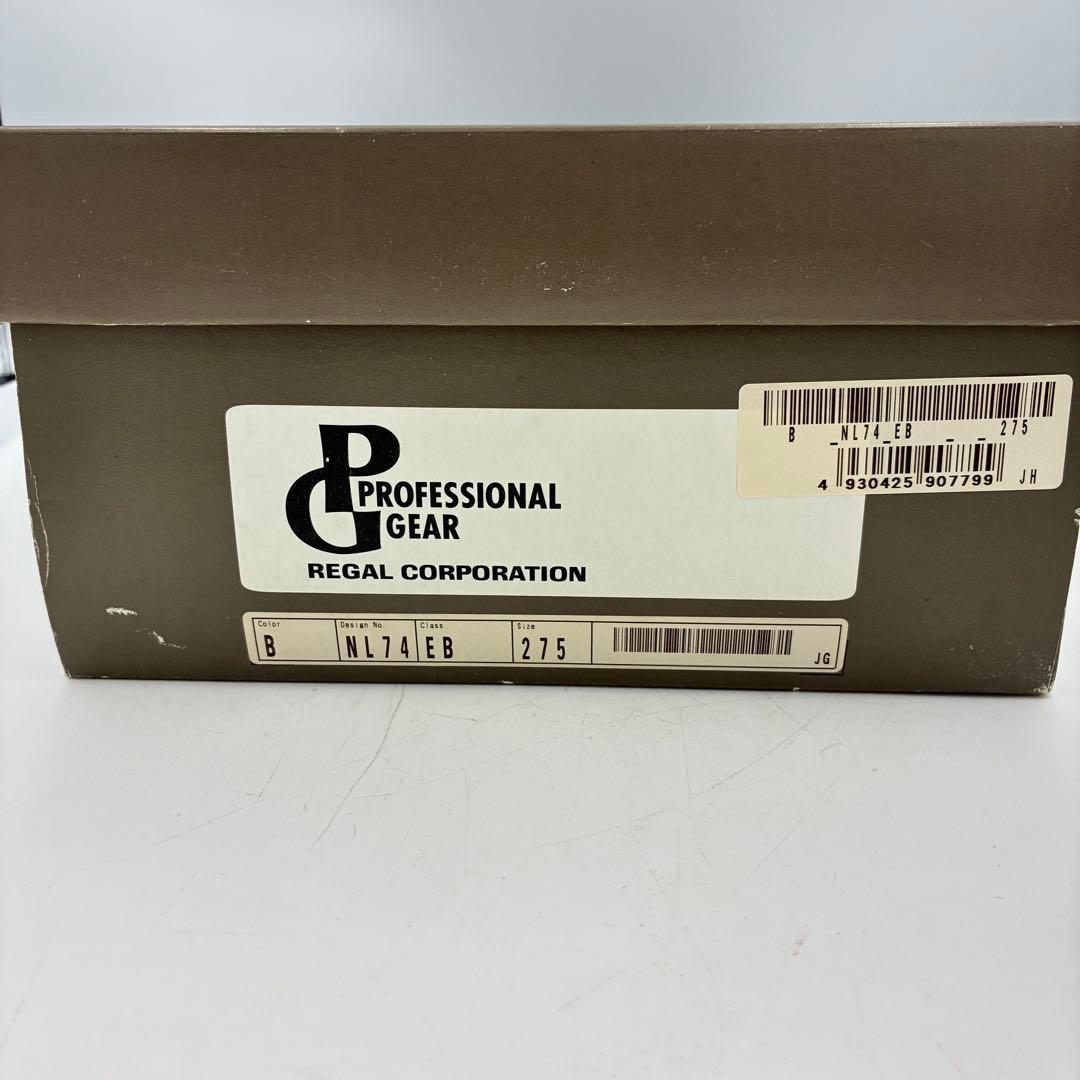 PG PROFESSIONAL
GEAR
REGAL CORPORATION
B _NL74_EB _ _ 275
4 930425 907799 JH
Color Design No. Class Size
B NL74 EB 275 JG